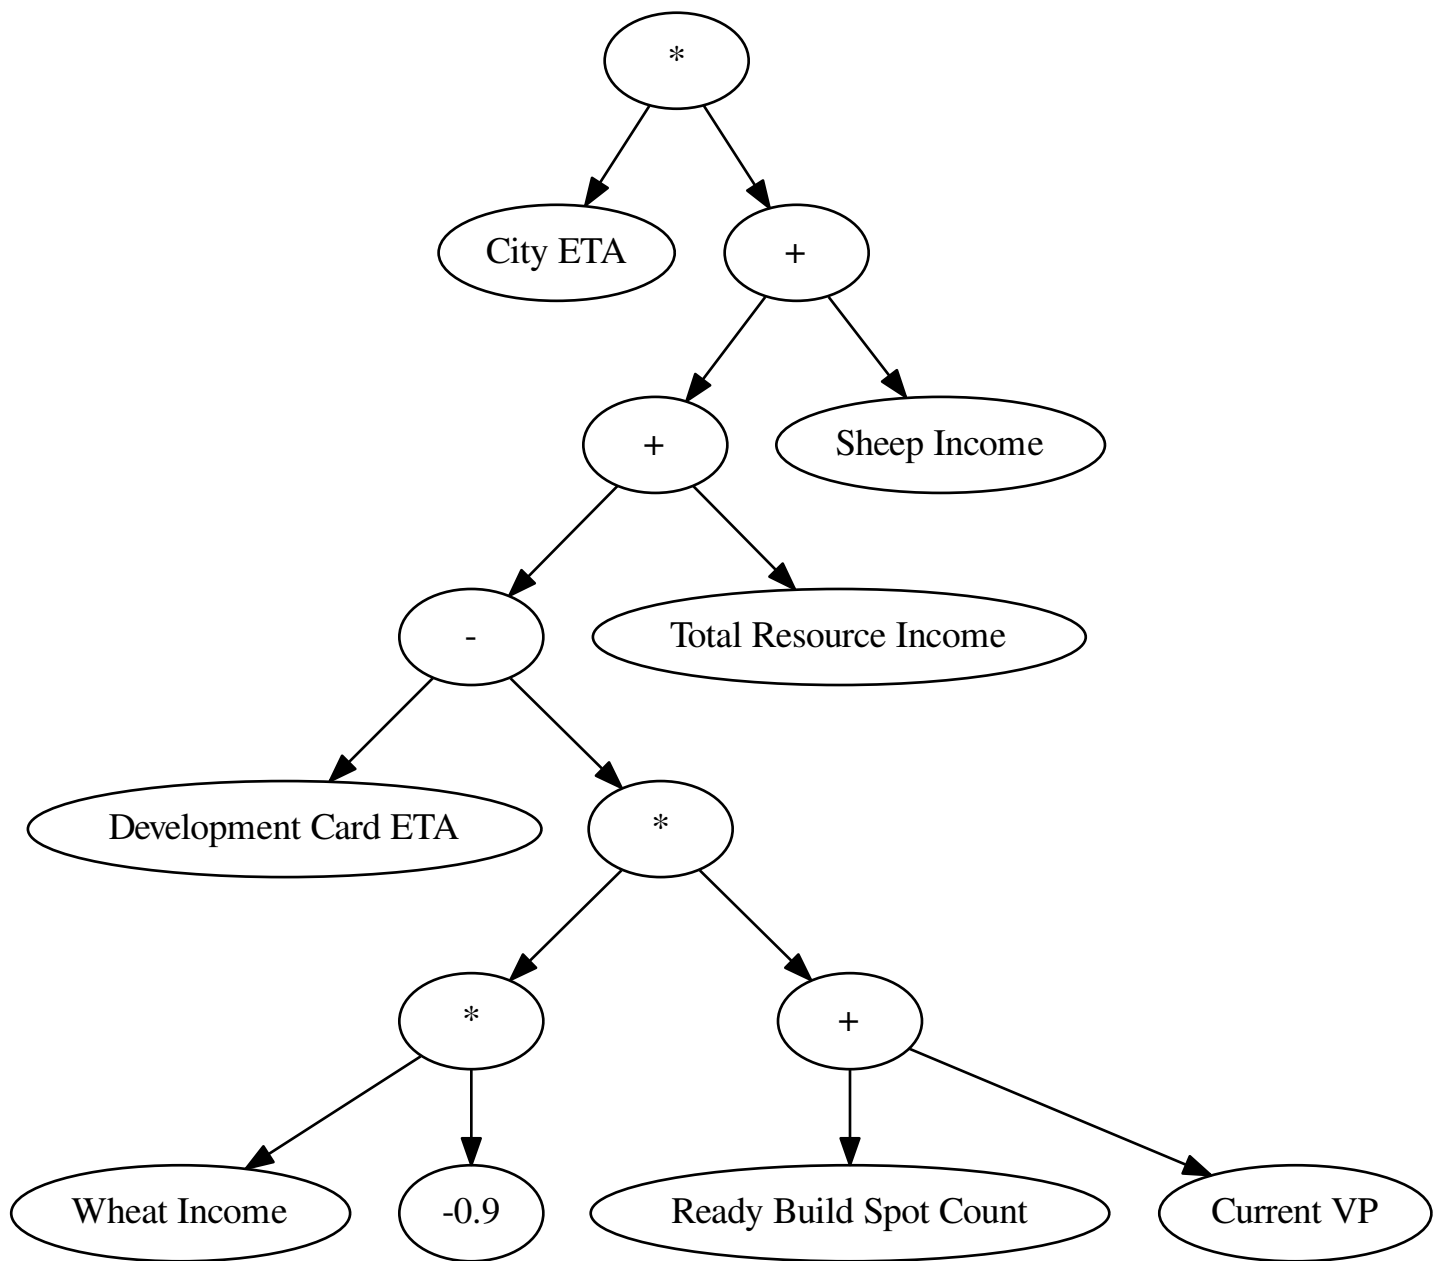 *
City ETA
+
+
Sheep Income
-
Total Resource Income
Development Card ETA
*
*
+
Wheat Income
-0.9
Ready Build Spot Count
Current VP